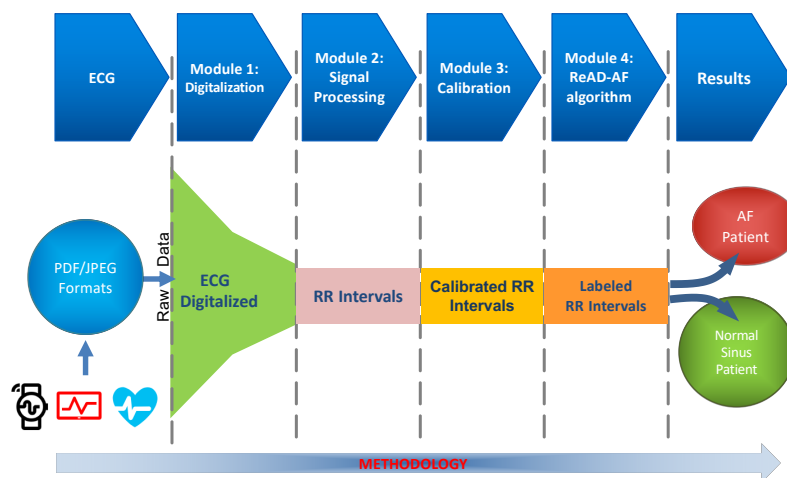 ECG
Module 1:
Digitalization
Module 2:
Signal
Processing
Module 3:
Calibration
Module 4:
ReAD-AF
algorithm
Results
PDF/JPEG
Formats
Raw Data
ECG
Digitalized
RR Intervals
Calibrated RR
Intervals
Labeled
RR Intervals
AF
Patient
Normal
Sinus
Patient
METHODOLOGY